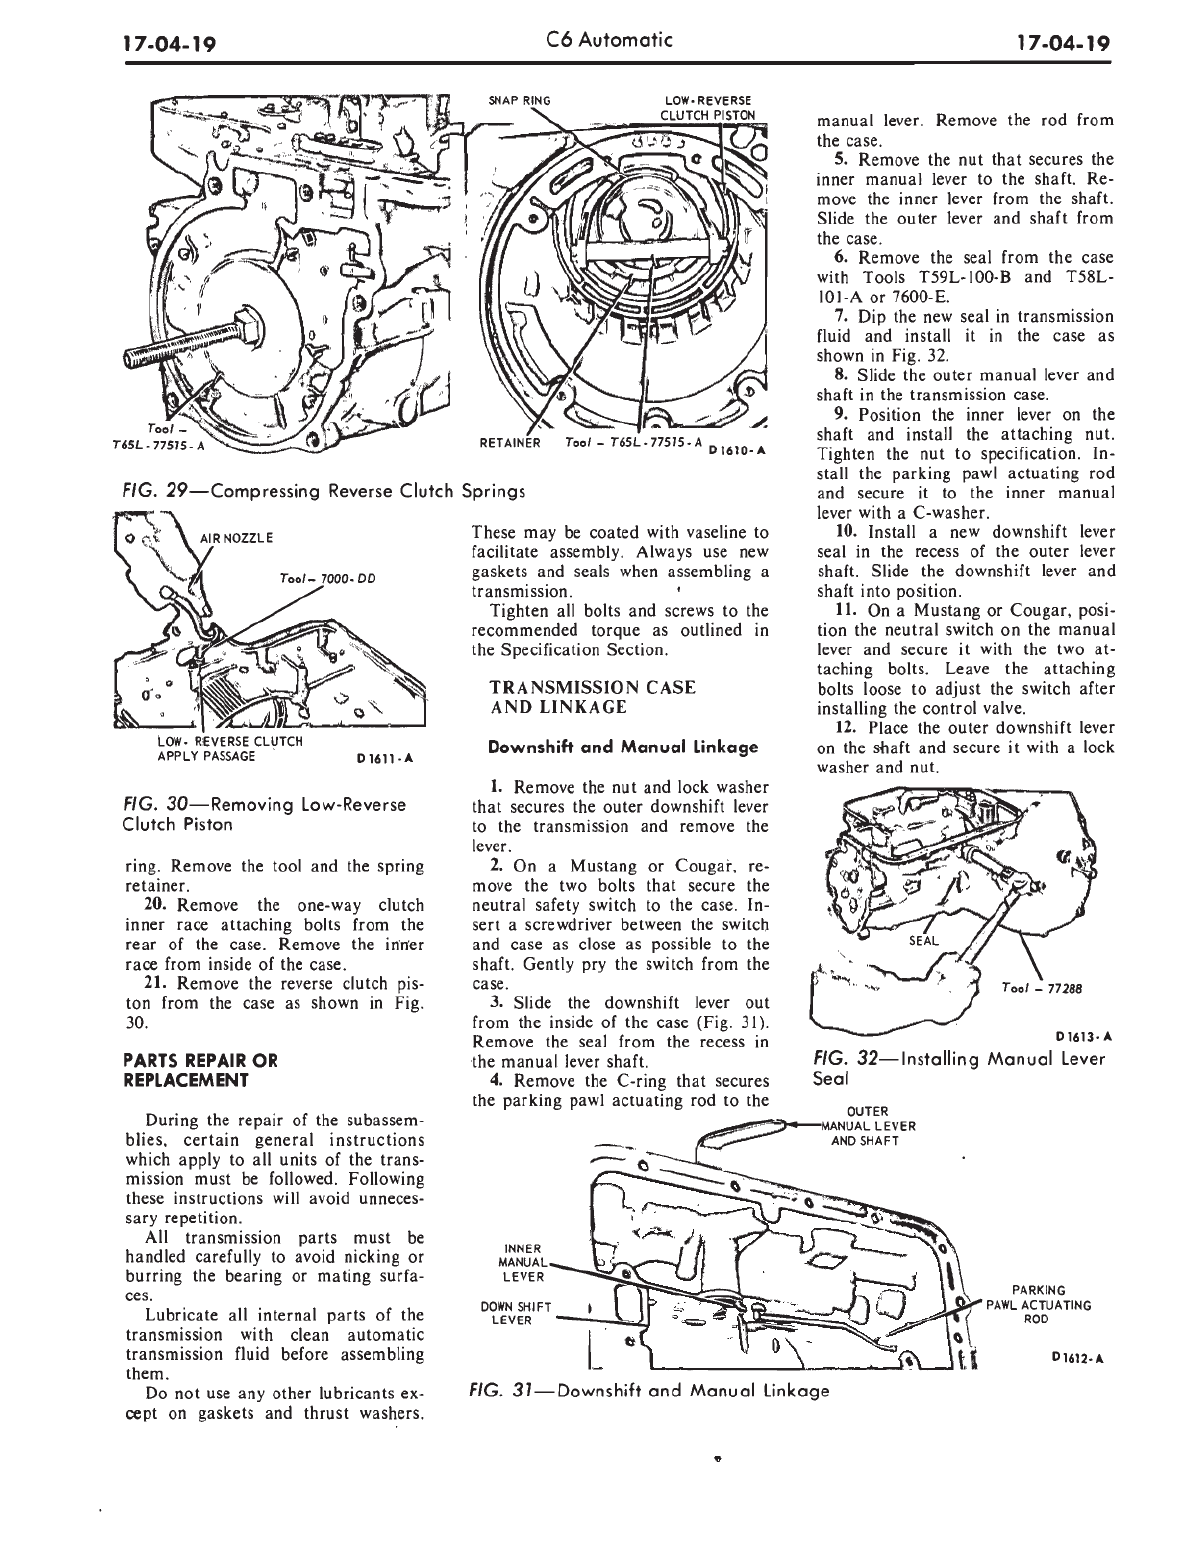 17-04-19
C6 Automatic
17-04-19
SNAP RING
LOW-REVERSE
CLUTCH PISTON
Tool -
T65L-77515-A
RETAINER
Tool - T65L-77515-A
D1610-A
FIG. 29—Compressing Reverse Clutch Springs
AIR NOZZLE
Tool- 7000-DD
LOW- REVERSE CLUTCH
APPLY PASSAGE
D1611-A
FIG. 30—Removing Low-Reverse
Clutch Piston
ring. Remove the tool and the spring
retainer.
20. Remove the one-way clutch
inner race attaching bolts from the
rear of the case. Remove the inner
race from inside of the case.
21. Remove the reverse clutch pis-
ton from the case as shown in Fig.
30.
PARTS REPAIR OR
REPLACEMENT
During the repair of the subassem-
blies, certain general instructions
which apply to all units of the trans-
mission must be followed. Following
these instructions will avoid unneces-
sary repetition.
All transmission parts must be
handled carefully to avoid nicking or
burring the bearing or mating surfa-
ces.
Lubricate all internal parts of the
transmission with clean automatic
transmission fluid before assembling
them.
Do not use any other lubricants ex-
cept on gaskets and thrust washers.
These may be coated with vaseline to
facilitate assembly. Always use new
gaskets and seals when assembling a
transmission.
Tighten all bolts and screws to the
recommended torque as outlined in
the Specification Section.
TRANSMISSION CASE
AND LINKAGE
Downshift and Manual Linkage
1. Remove the nut and lock washer
that secures the outer downshift lever
to the transmission and remove the
lever.
2. On a Mustang or Cougar, re-
move the two bolts that secure the
neutral safety switch to the case. In-
sert a screwdriver between the switch
and case as close as possible to the
shaft. Gently pry the switch from the
case.
3. Slide the downshift lever out
from the inside of the case (Fig. 31).
Remove the seal from the recess in
the manual lever shaft.
4. Remove the C-ring that secures
the parking pawl actuating rod to the
manual lever. Remove the rod from
the case.
5. Remove the nut that secures the
inner manual lever to the shaft. Re-
move the inner lever from the shaft.
Slide the outer lever and shaft from
the case.
6. Remove the seal from the case
with Tools T59L-100-B and T58L-
101-A or 7600-E.
7. Dip the new seal in transmission
fluid and install it in the case as
shown in Fig. 32.
8. Slide the outer manual lever and
shaft in the transmission case.
9. Position the inner lever on the
shaft and install the attaching nut.
Tighten the nut to specification. In-
stall the parking pawl actuating rod
and secure it to the inner manual
lever with a C-washer.
10. Install a new downshift lever
seal in the recess of the outer lever
shaft. Slide the downshift lever and
shaft into position.
11. On a Mustang or Cougar, posi-
tion the neutral switch on the manual
lever and secure it with the two at-
taching bolts. Leave the attaching
bolts loose to adjust the switch after
installing the control valve.
12. Place the outer downshift lever
on the shaft and secure it with a lock
washer and nut.
SEAL
Tool - 77288
D1613-A
FIG. 32—Installing Manual Lever
Seal
OUTER
MANUAL LEVER
AND SHAFT
INNER
MANUAL
LEVER
DOWN SHIFT
LEVER
PARKING
PAWL ACTUATING
ROD
D1612-A
FIG. 31—Downshift and Manual Linkage